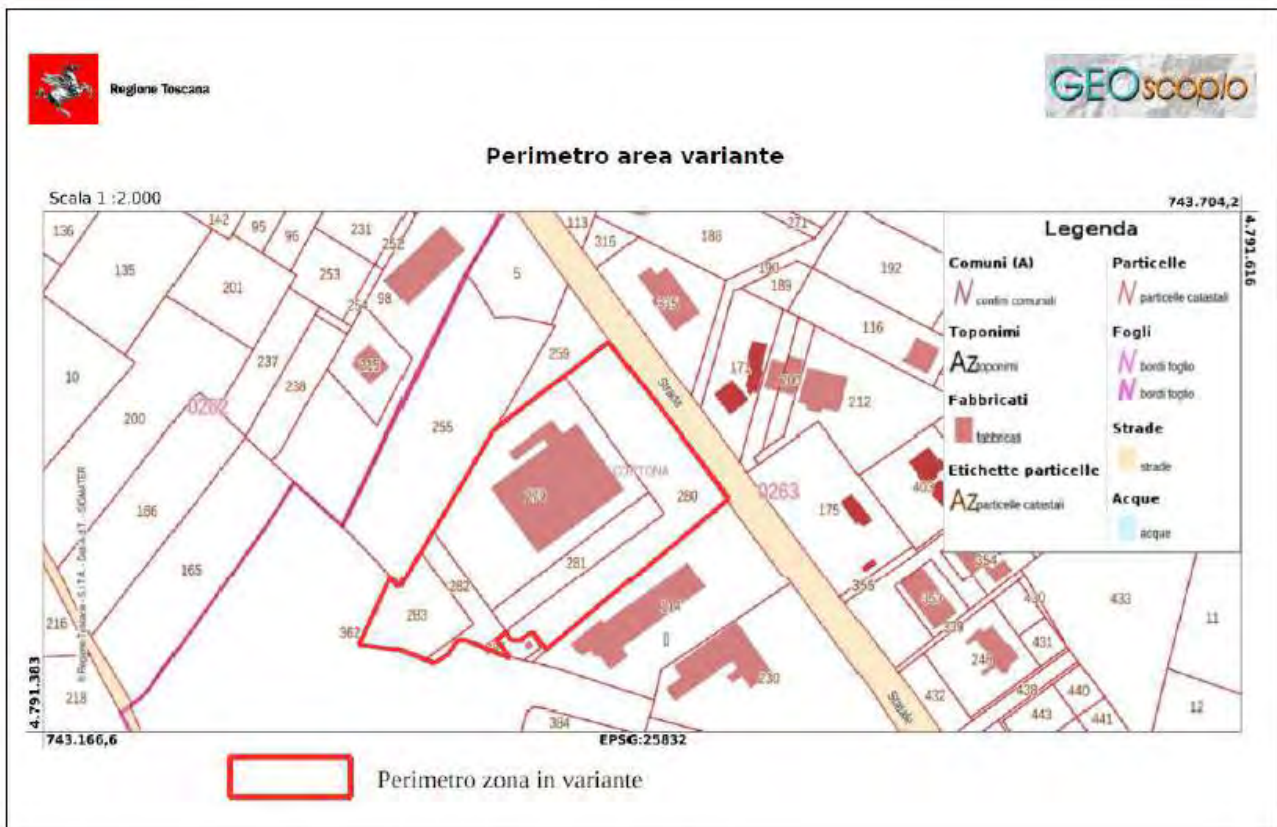 Regione Toscana
GEOscopio
Perimetro area variante
Scala 1 :2.000
743.704,2
4.791.616
136
135
142
95
96
231
252
253
254
98
201
237
238
10
200
0262
186
165
216
218
362
5
255
259
113
316
188
271
190
189
192
116
171
212
Strada
CORTONA
280
281
282
283
0263
175
230
384
355
354
339
430
431
432
433
438
440
443
441
11
12
Statale
Legenda
Comuni (A)
confini comunali
Toponimi
Az toponimi
Fabbricati
fabbricati
Etichette particelle
Az particelle catastali
Particelle
particelle catastali
Fogli
bordi foglio
bordi foglio
Strade
strade
Acque
acque
4.791.383
743.166,6
EPSG:25832
Perimetro zona in variante